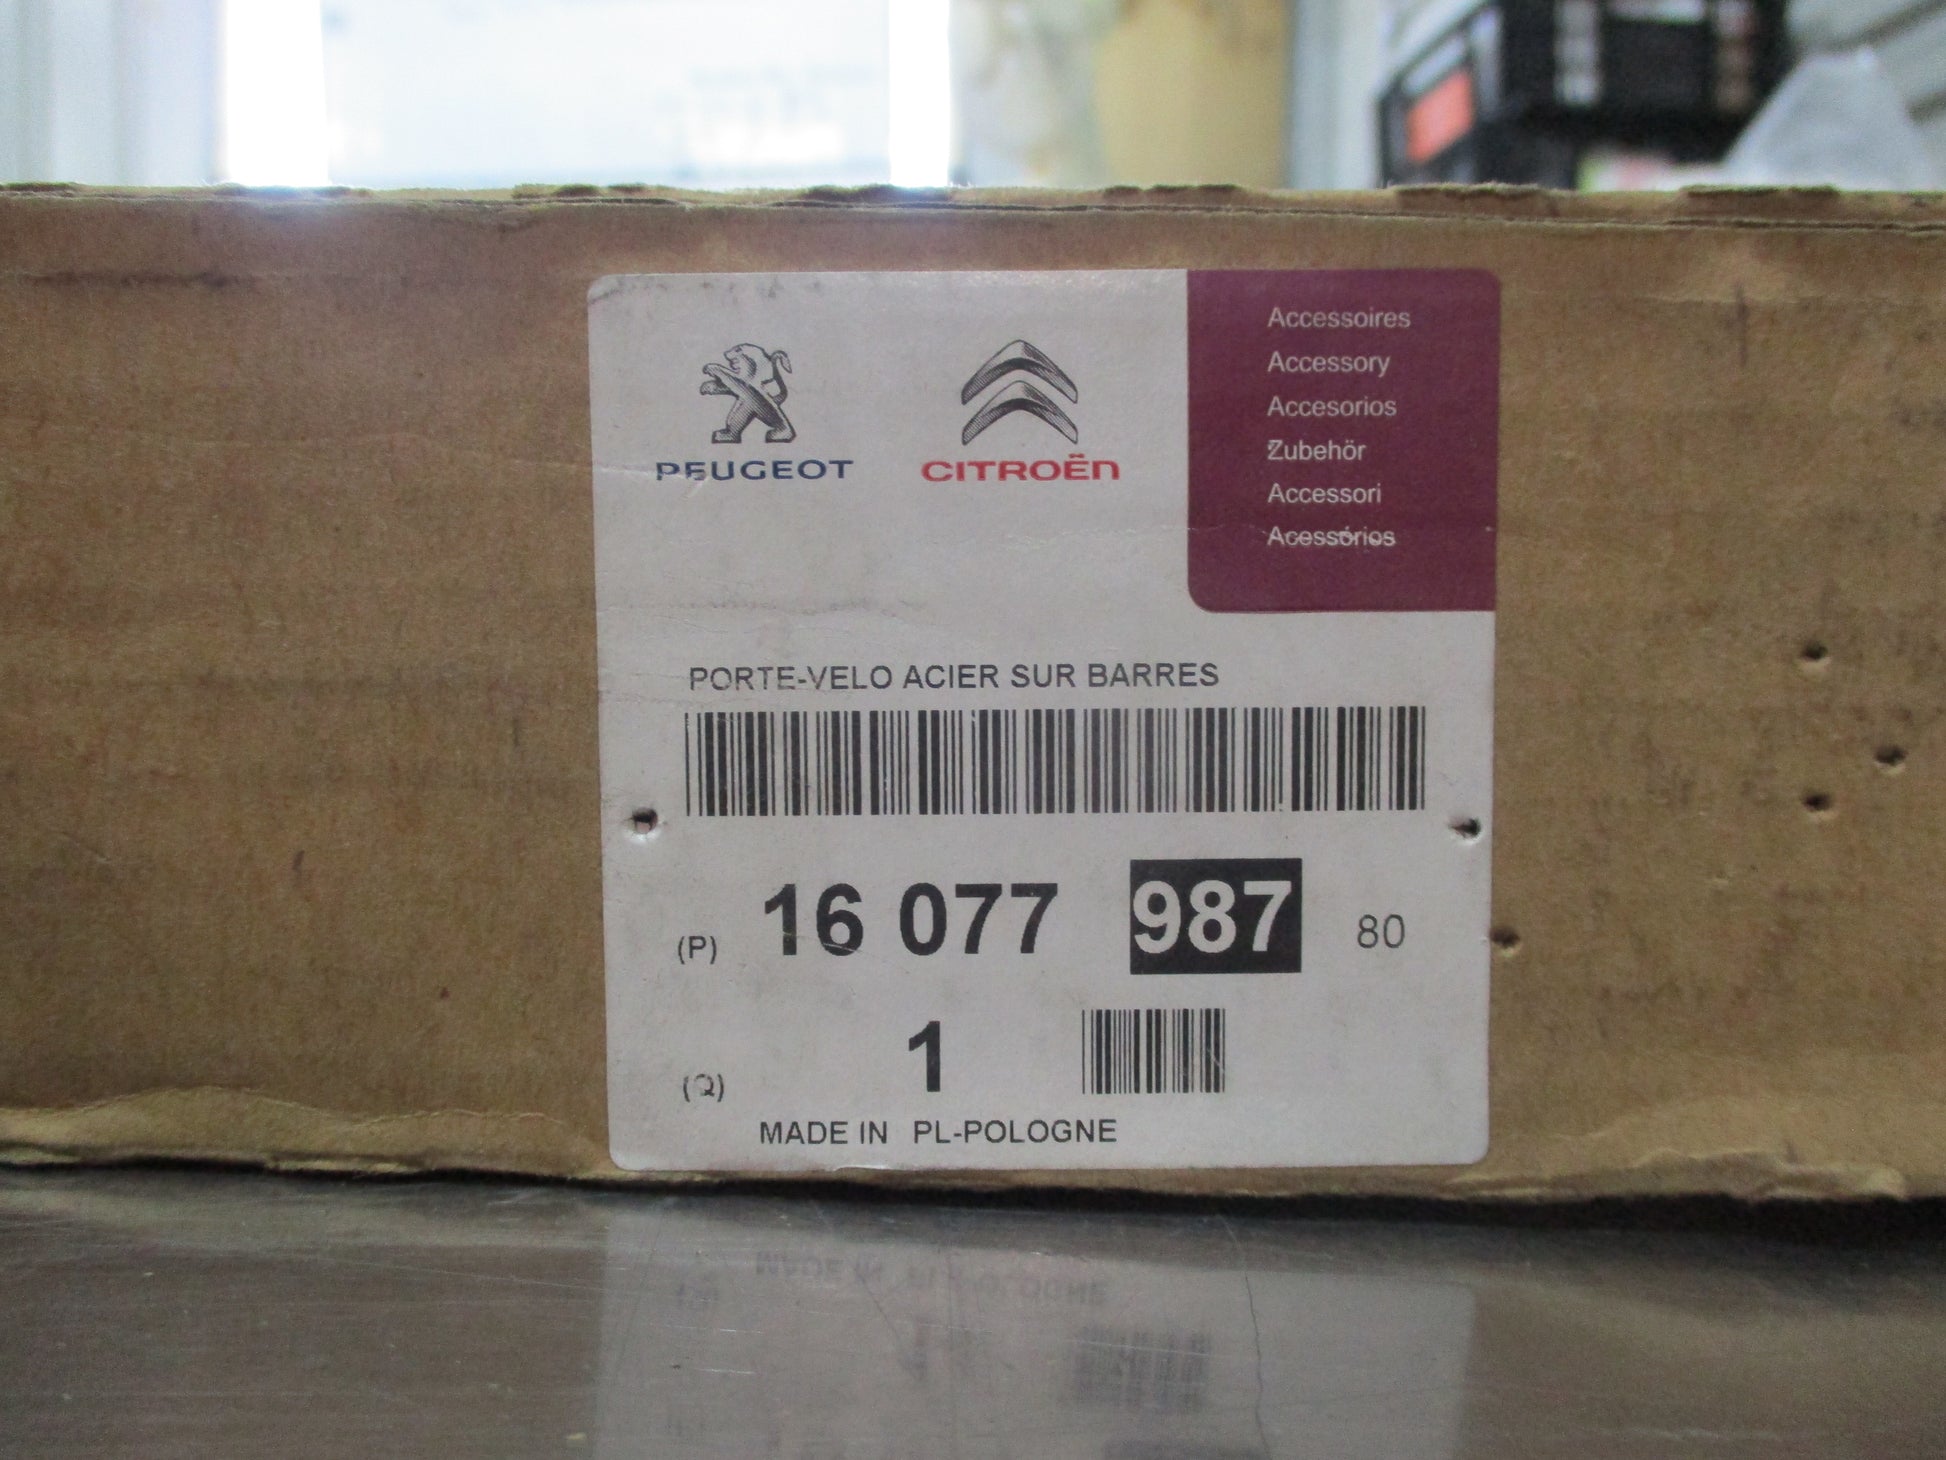 PEUGEOT
CITROËN
Accessoires
Accessory
Accesorios
Zubehör
Accessori
Acessórios
PORTE-VELO ACIER SUR BARRES
(P) 16 077 987 80
(Q) 1
MADE IN PL-POLOGNE